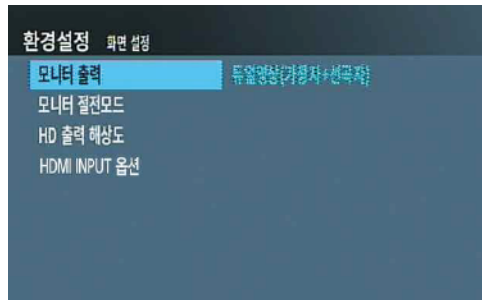 환경설정 화면 설정
모니터 출력 듀얼영상(가창자+선곡자)
모니터 절전모드
HD 출력 해상도
HDMI INPUT 옵션